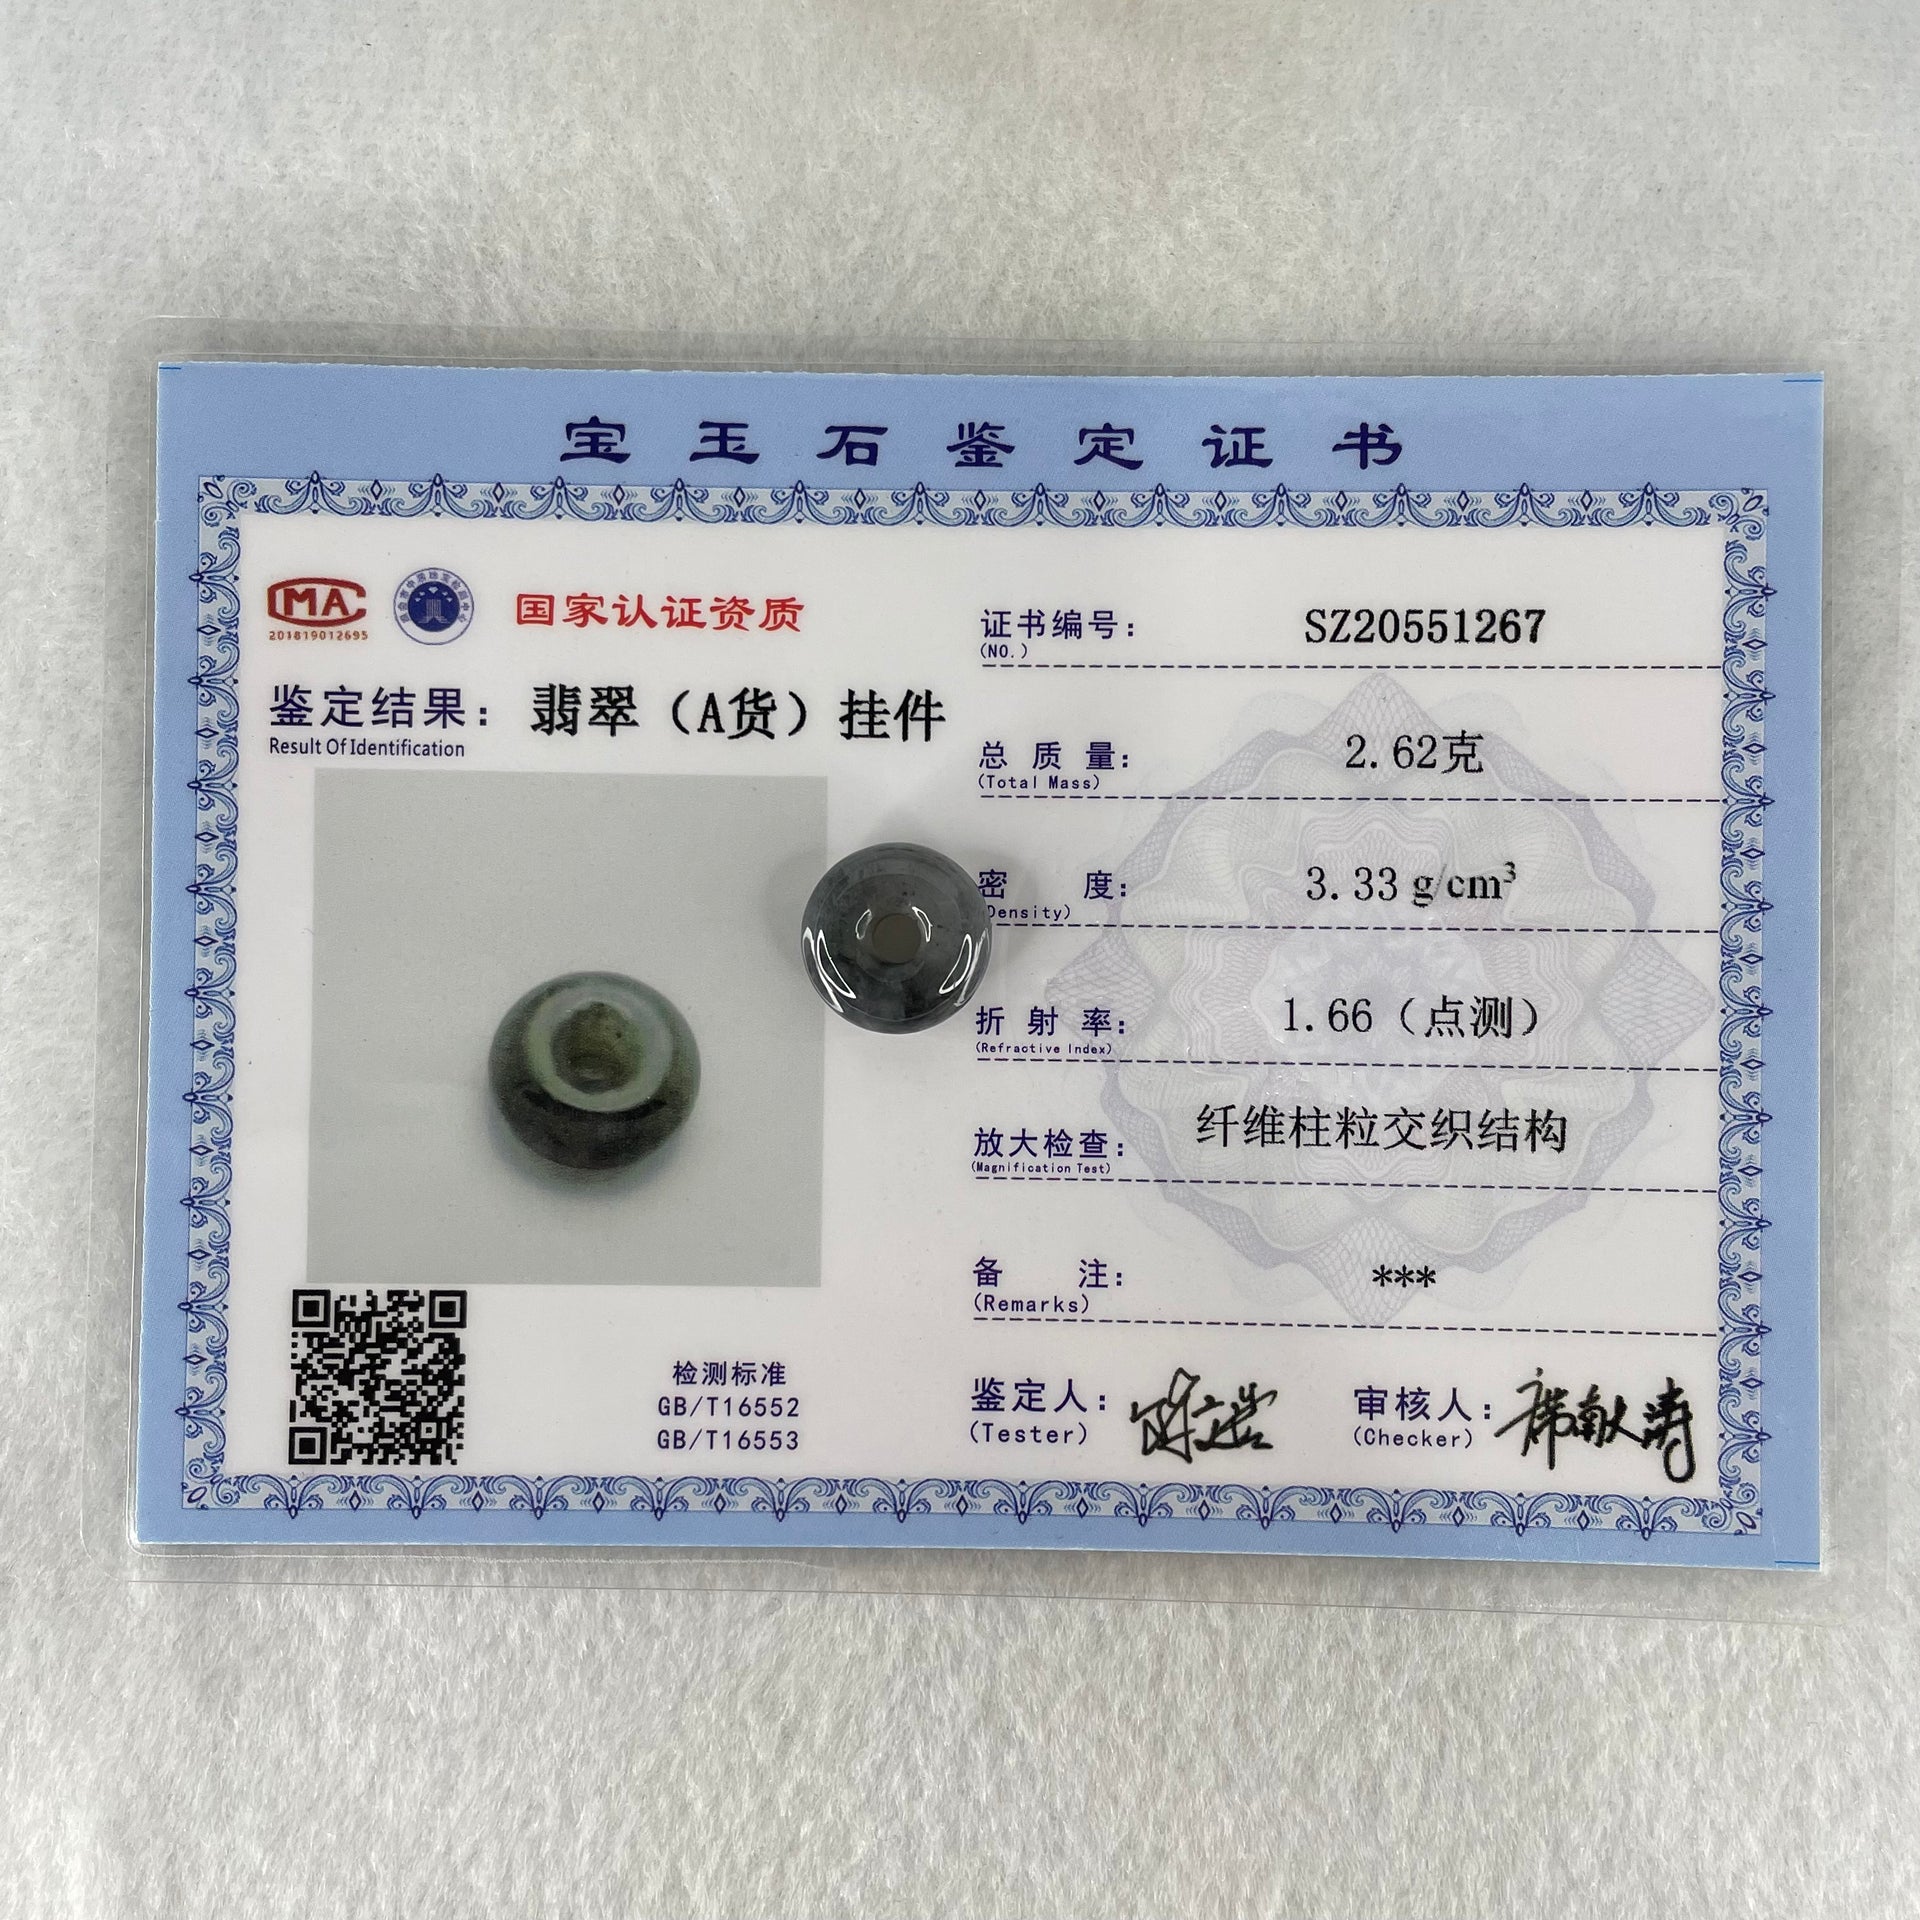 宝玉石鉴定证书
CMA
201819012695
国家认证资质
鉴定结果：翡翠（A货）挂件
Result Of Identification
检测标准
GB/T16552
GB/T16553
证书编号：SZ20551267
(NO.)
总质量：2.62克
(Total Mass)
密度：3.33 g/cm³
Density)
折射率：1.66（点测）
(Refractive Index)
放大检查：纤维柱粒交织结构
(Magnification Test)
备注：***
(Remarks)
鉴定人：
(Tester)
审核人：席献涛
(Checker)